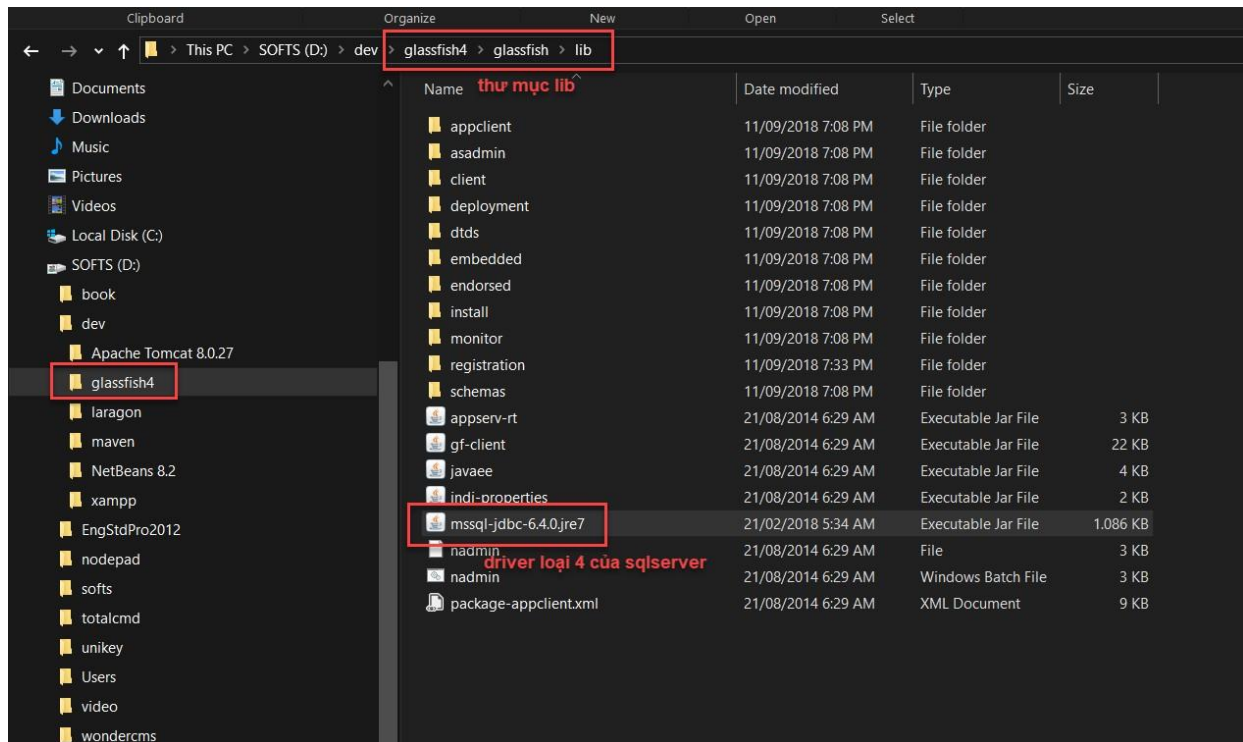 Clipboard Organize New Open Select
This PC > SOFTS (D:) > dev > glassfish4 > glassfish > lib
Documents
Downloads
Music
Pictures
Videos
Local Disk (C:)
SOFTS (D:)
book
dev
Apache Tomcat 8.0.27
glassfish4
laragon
maven
NetBeans 8.2
xampp
EngStdPro2012
nodepad
softs
totalcmd
unikey
Users
video
wondercms
Name thư mục lib Date modified Type Size
appclient 11/09/2018 7:08 PM File folder
asadmin 11/09/2018 7:08 PM File folder
client 11/09/2018 7:08 PM File folder
deployment 11/09/2018 7:08 PM File folder
dtds 11/09/2018 7:08 PM File folder
embedded 11/09/2018 7:08 PM File folder
endorsed 11/09/2018 7:08 PM File folder
install 11/09/2018 7:08 PM File folder
monitor 11/09/2018 7:08 PM File folder
registration 11/09/2018 7:33 PM File folder
schemas 11/09/2018 7:08 PM File folder
appserv-rt 21/08/2014 6:29 AM Executable Jar File 3 KB
gf-client 21/08/2014 6:29 AM Executable Jar File 22 KB
javaee 21/08/2014 6:29 AM Executable Jar File 4 KB
jndi-properties 21/08/2014 6:29 AM Executable Jar File 2 KB
mssql-jdbc-6.4.0.jre7 21/02/2018 5:34 AM Executable Jar File 1.086 KB
nadmin 21/08/2014 6:29 AM File 3 KB
driver loại 4 của sqlserver
nadmin 21/08/2014 6:29 AM Windows Batch File 3 KB
package-appclient.xml 21/08/2014 6:29 AM XML Document 9 KB